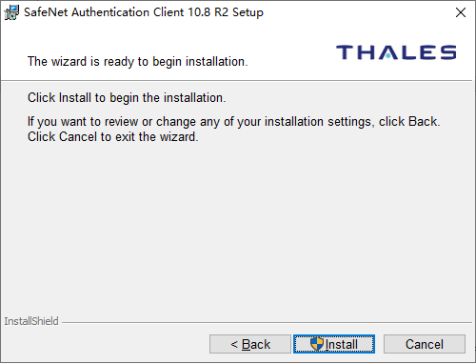 SafeNet Authentication Client 10.8 R2 Setup
The wizard is ready to begin installation.
THALES
Click Install to begin the installation.
If you want to review or change any of your installation settings, click Back.
Click Cancel to exit the wizard.
InstallShield
< Back
Install
Cancel